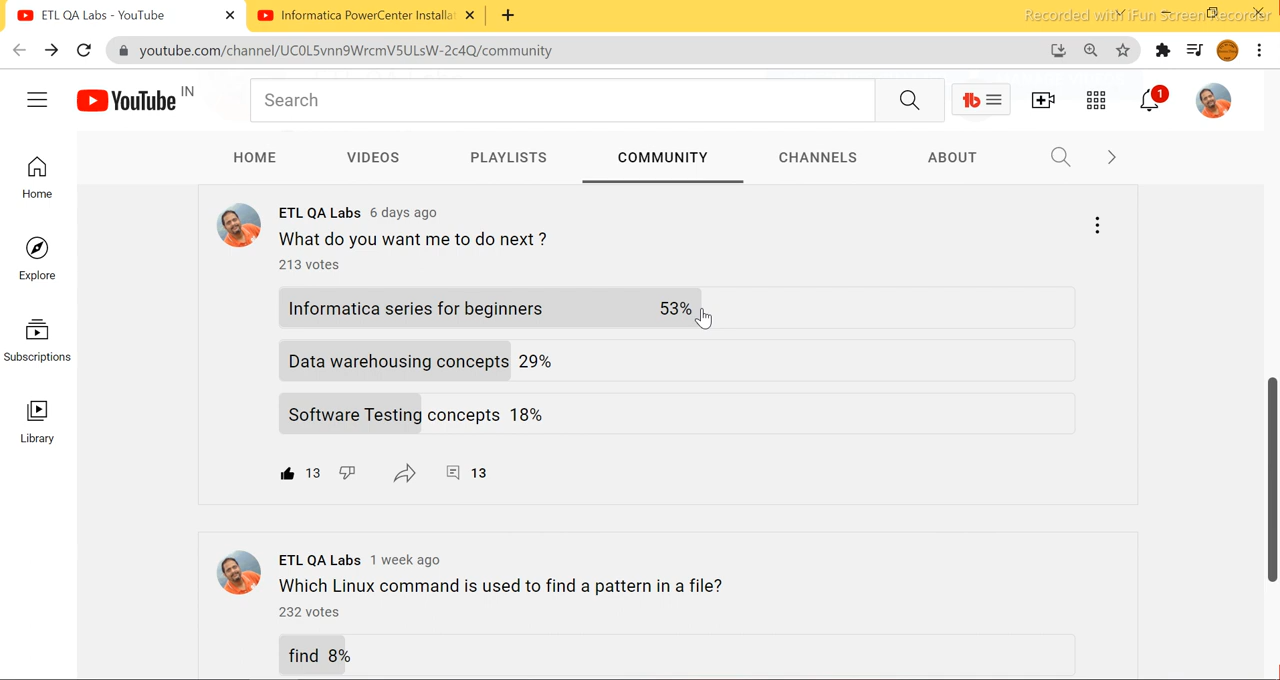 ETL QA Labs - YouTube
Informatica PowerCenter Installat
Recorded with iFun Screen Recorder
youtube.com/channel/UC0L5vnn9WrcmV5ULsW-2c4Q/community
YouTube IN
Search
1
HOME VIDEOS PLAYLISTS COMMUNITY CHANNELS ABOUT
Home
Explore
Subscriptions
Library
ETL QA Labs 6 days ago
What do you want me to do next ?
213 votes
Informatica series for beginners 53%
Data warehousing concepts 29%
Software Testing concepts 18%
13 13
ETL QA Labs 1 week ago
Which Linux command is used to find a pattern in a file?
232 votes
find 8%